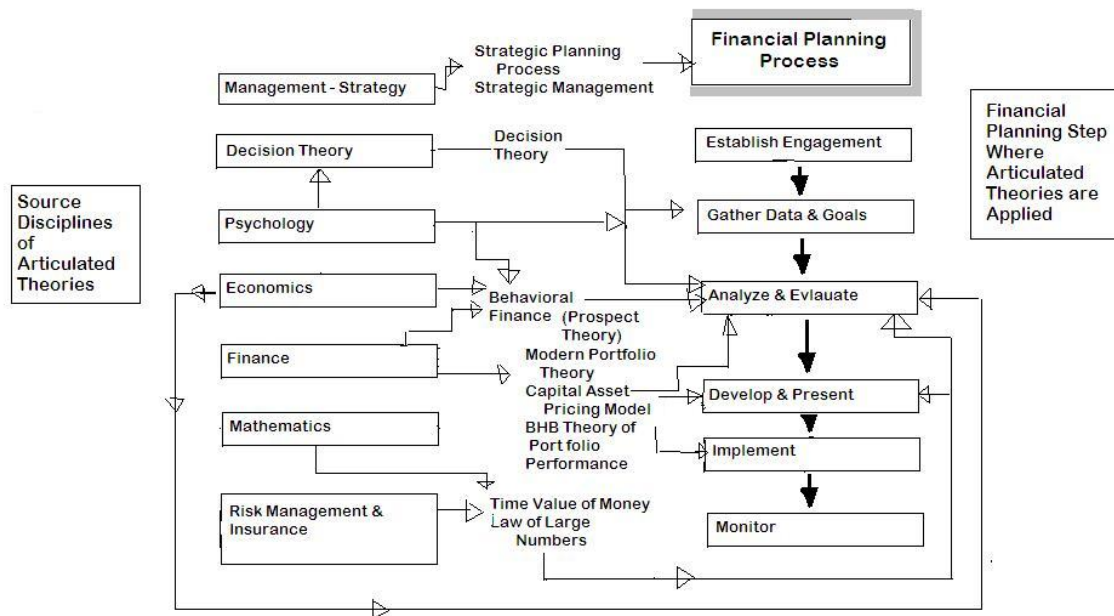 Financial Planning
Process
Strategic Planning
Process
Strategic Management
Management - Strategy
Financial
Planning Step
Where
Articulated
Theories are
Applied
Decision
Theory
Decision Theory
Establish Engagement
Source
Disciplines
of
Articulated
Theories
Psychology
Gather Data & Goals
Economics
Behavioral
Finance
(Prospect
Theory)
Analyze & Evlauate
Finance
Modern Portfolio
Theory
Capital Asset
Pricing Model
BHB Theory of
Port folio
Performance
Develop & Present
Mathematics
Implement
Risk Management &
Insurance
Time Value of Money
Law of Large
Numbers
Monitor